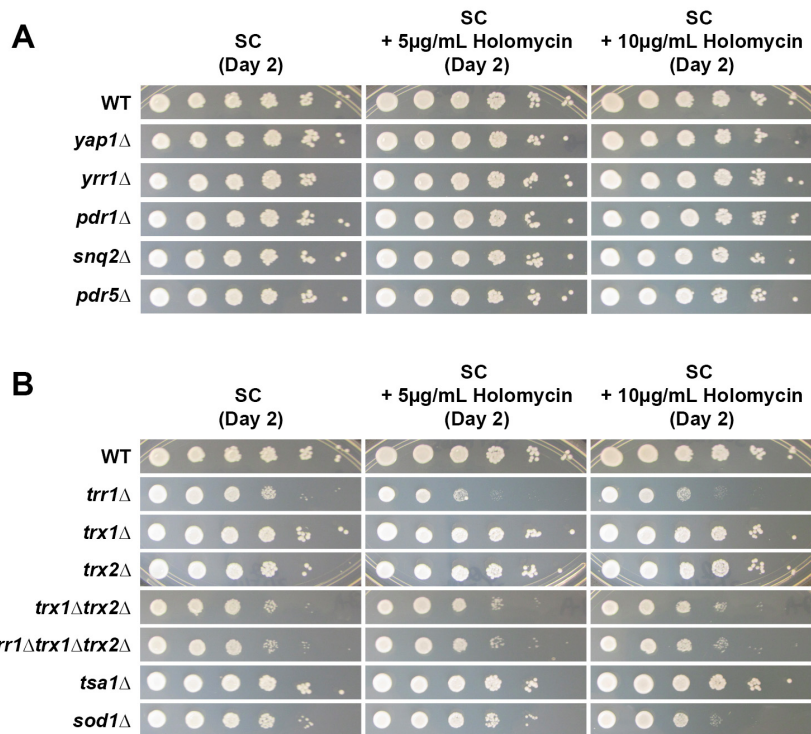 A
SC
(Day 2)
SC
+ 5µg/mL Holomycin
(Day 2)
SC
+ 10µg/mL Holomycin
(Day 2)
WT
yap1Δ
yrr1Δ
pdr1Δ
snq2Δ
pdr5Δ
B
SC
(Day 2)
SC
+ 5µg/mL Holomycin
(Day 2)
SC
+ 10µg/mL Holomycin
(Day 2)
WT
trr1Δ
trx1Δ
trx2Δ
trx1Δtrx2Δ
rr1Δtrx1Δtrx2Δ
tsa1Δ
sod1Δ